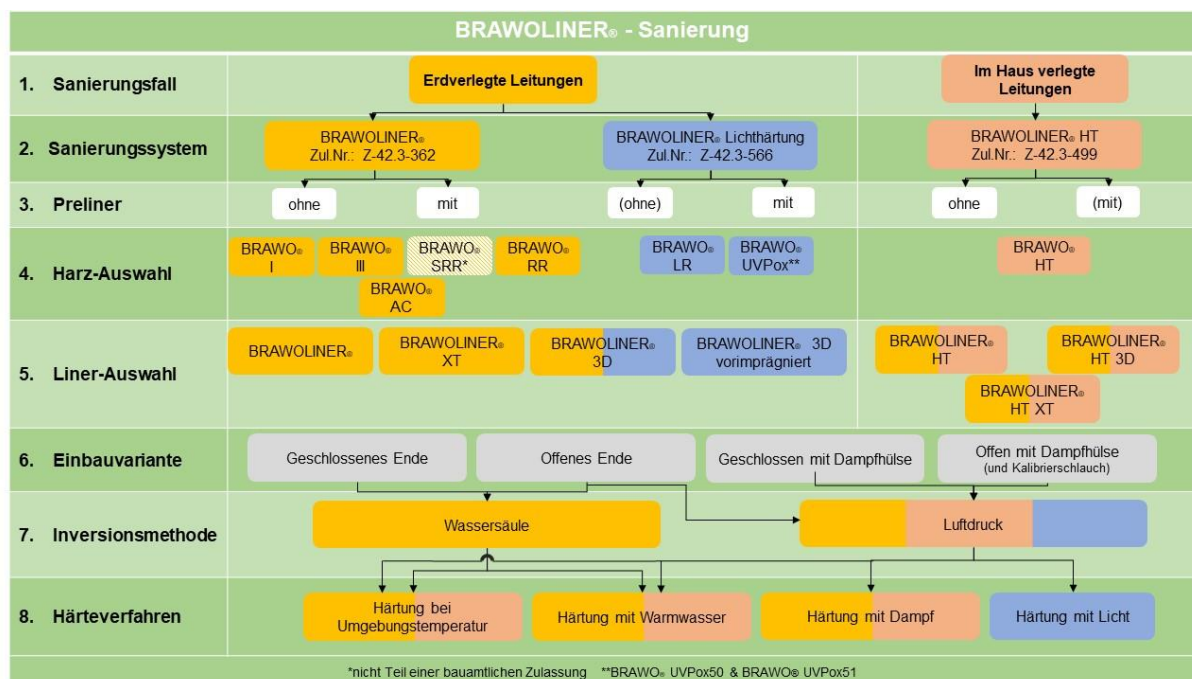 BRAWOLINER® - Sanierung
1. Sanierungsfall
Erdverlegte Leitungen
Im Haus verlegte
Leitungen
2. Sanierungssystem
BRAWOLINER®
Zul.Nr.: Z-42.3-362
BRAWOLINER® Lichthärtung
Zul.Nr.: Z-42.3-566
BRAWOLINER® HT
Zul.Nr.: Z-42.3-499
3. Preliner
ohne
mit
(ohne)
mit
ohne
(mit)
4. Harz-Auswahl
BRAWO®
I
BRAWO®
III
BRAWO®
SRR*
BRAWO®
RR
BRAWO®
AC
BRAWO®
LR
BRAWO®
UVPox**
BRAWO®
HT
5. Liner-Auswahl
BRAWOLINER®
BRAWOLINER®
XT
BRAWOLINER®
3D
BRAWOLINER® 3D
vorimprägniert
BRAWOLINER®
HT
BRAWOLINER®
HT 3D
BRAWOLINER®
HT XT
6. Einbauvariante
Geschlossenes Ende
Offenes Ende
Geschlossen mit Dampfhülse
Offen mit Dampfhülse
(und Kalibrierschlauch)
7. Inversionsmethode
Wassersäule
Luftdruck
8. Härteverfahren
Härtung bei
Umgebungstemperatur
Härtung mit Warmwasser
Härtung mit Dampf
Härtung mit Licht
*nicht Teil einer bauamtlichen Zulassung **BRAWO® UVPox50 & BRAWO® UVPox51